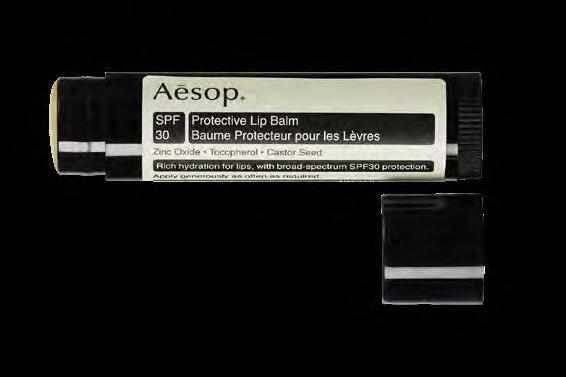 Aēsop.
SPF
30
Protective Lip Balm
Baume Protecteur pour les Lèvres
Zinc Oxide • Tocopherol • Castor Seed
Rich hydration for lips, with broad-spectrum SPF30 protection.
Apply generously as often as required.